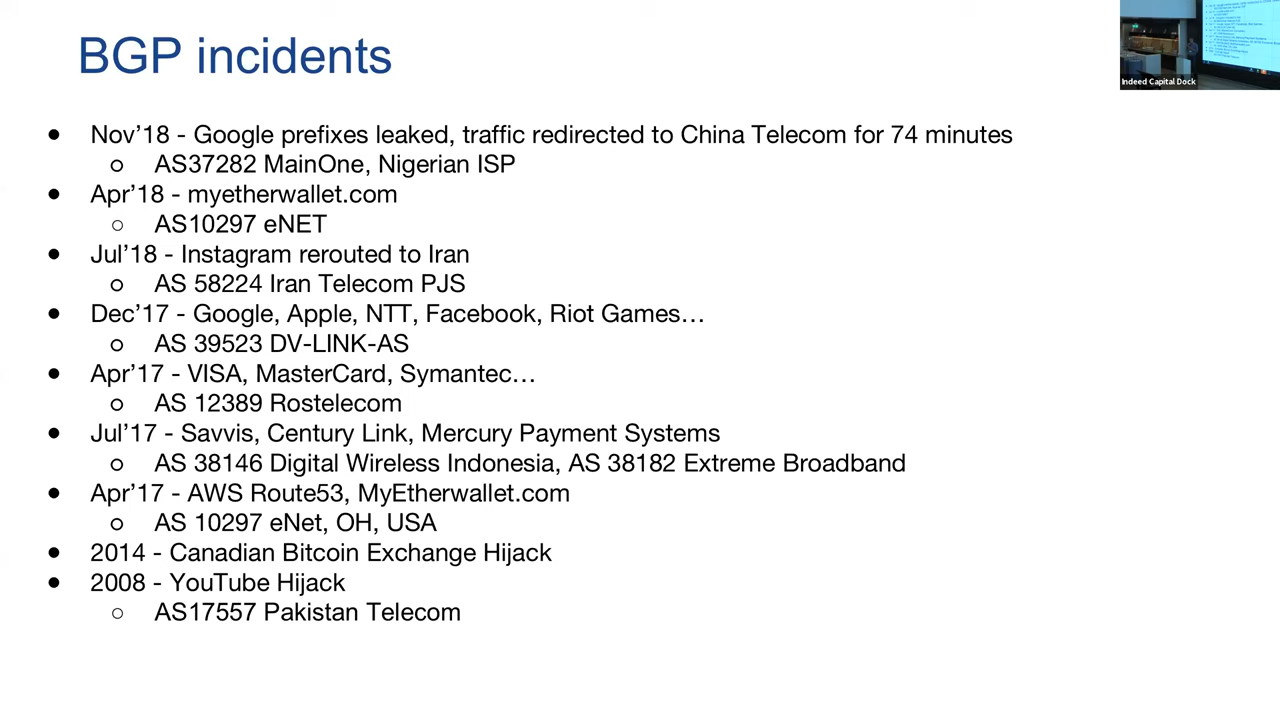 BGP incidents
Indeed Capital Dock
● Nov’18 - Google prefixes leaked, traffic redirected to China Telecom for 74 minutes
○ AS37282 MainOne, Nigerian ISP
● Apr’18 - myetherwallet.com
○ AS10297 eNET
● Jul’18 - Instagram rerouted to Iran
○ AS 58224 Iran Telecom PJS
● Dec’17 - Google, Apple, NTT, Facebook, Riot Games…
○ AS 39523 DV-LINK-AS
● Apr’17 - VISA, MasterCard, Symantec…
○ AS 12389 Rostelecom
● Jul’17 - Savvis, Century Link, Mercury Payment Systems
○ AS 38146 Digital Wireless Indonesia, AS 38182 Extreme Broadband
● Apr’17 - AWS Route53, MyEtherwallet.com
○ AS 10297 eNet, OH, USA
● 2014 - Canadian Bitcoin Exchange Hijack
● 2008 - YouTube Hijack
○ AS17557 Pakistan Telecom